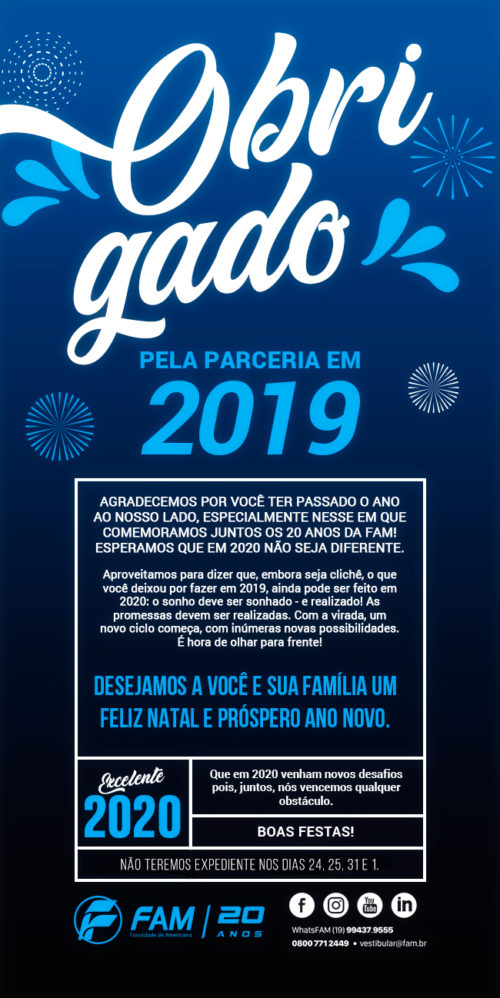 Obri
gado
PELA PARCERIA EM
2019
AGRADECEMOS POR VOCÊ TER PASSADO O ANO
AO NOSSO LADO, ESPECIALMENTE NESSE EM QUE
COMEMORAMOS JUNTOS OS 20 ANOS DA FAM!
ESPERAMOS QUE EM 2020 NÃO SEJA DIFERENTE.
Aproveitamos para dizer que, embora seja clichê, o que
você deixou por fazer em 2019, ainda pode ser feito em
2020: o sonho deve ser sonhado - e realizado! As
promessas devem ser realizadas. Com a virada, um
novo ciclo começa, com inúmeras novas possibilidades.
É hora de olhar para frente!
DESEJAMOS A VOCÊ E SUA FAMÍLIA UM
FELIZ NATAL E PRÓSPERO ANO NOVO.
Excelente
2020
Que em 2020 venham novos desafios
pois, juntos, nós vencemos qualquer
obstáculo.
BOAS FESTAS!
NÃO TEREMOS EXPEDIENTE NOS DIAS 24, 25, 31 E 1.
FAM
Faculdade de Americana
20
ANOS
f
You
Tube
in
WhatsFAM (19) 99437.9555
0800 771 2449 • vestibular@fam.br